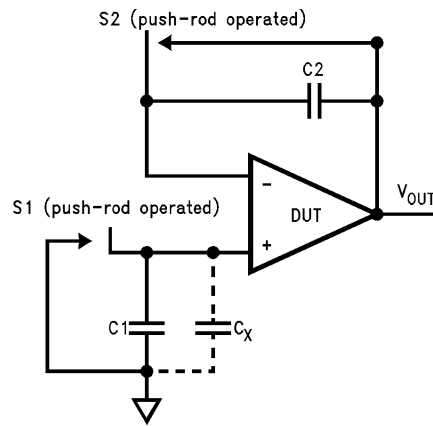 S2 (push-rod operated)
C2
-
DUT
+
VOUT
S1 (push-rod operated)
C1
CX